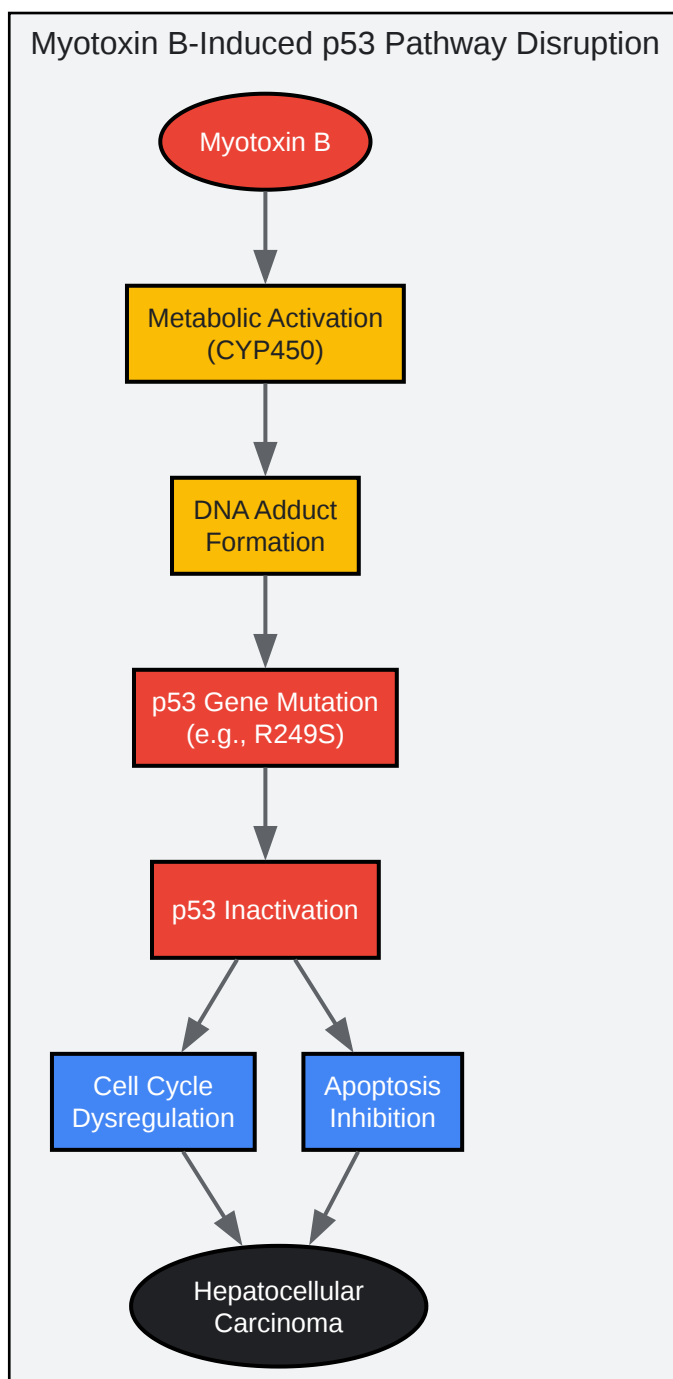 Myotoxin B-Induced p53 Pathway Disruption
Myotoxin B
Metabolic Activation
(CYP450)
DNA Adduct
Formation
p53 Gene Mutation
(e.g., R249S)
p53 Inactivation
Cell Cycle
Dysregulation
Apoptosis
Inhibition
Hepatocellular
Carcinoma